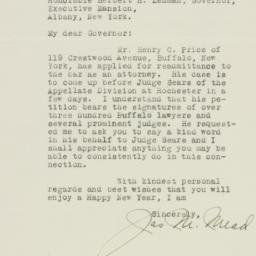 Honorable Herbert H. Lehman, Governor,
Executive Mansion,
Albany, New York.
My dear Governor:
Mr. Henry C. Price of
119 Crestwood Avenue, Buffalo, New
York, has applied for readmittance to
the bar as an attorney. His case is
to come up before Judge Sears of the
Appellate Division at Rochester in a
few days. I understand that his pe-
tition bears the signatures of over
three hundred Buffalo lawyers and
several prominent judges. He request-
ed me to ask you to say a kind word
in his behalf to Judge Sears and I
shall appreciate anything you may be
able to consistently do in this con-
nection.
With kindest personal
regards and best wishes that you will
enjoy a Happy New Year, I am
Sincerely,
Jas M. Mead